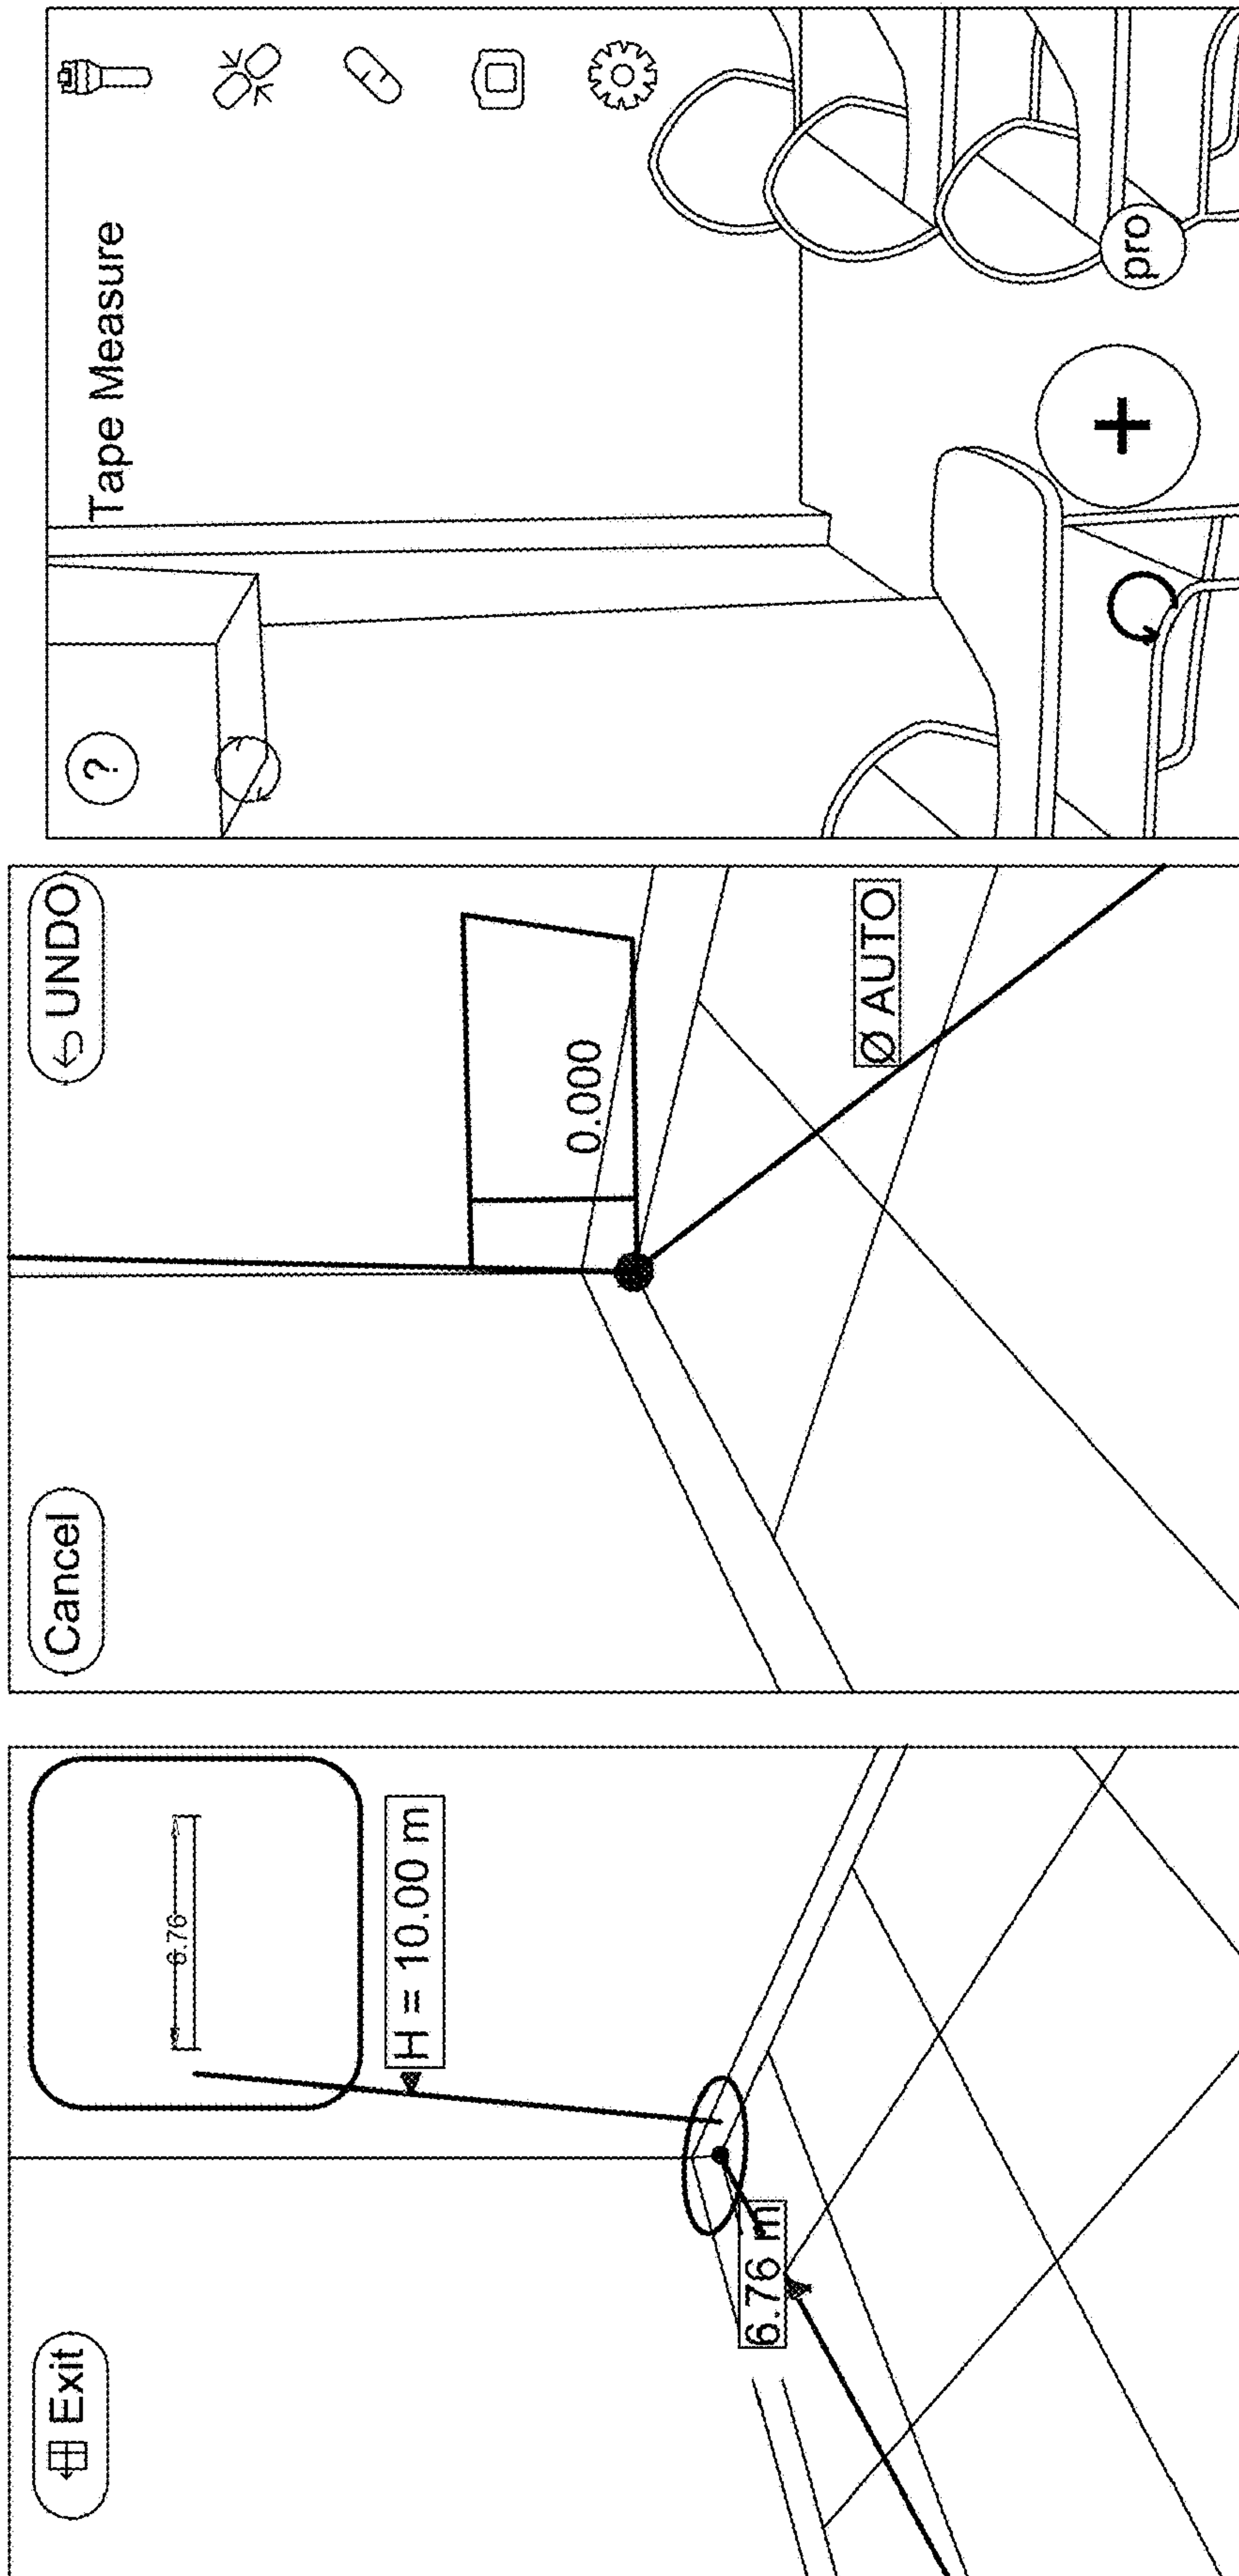 Exit
6.76
H = 10.00 m
6.76 m
Cancel
UNDO
0.000
Ø AUTO
?
Tape Measure
+
pro